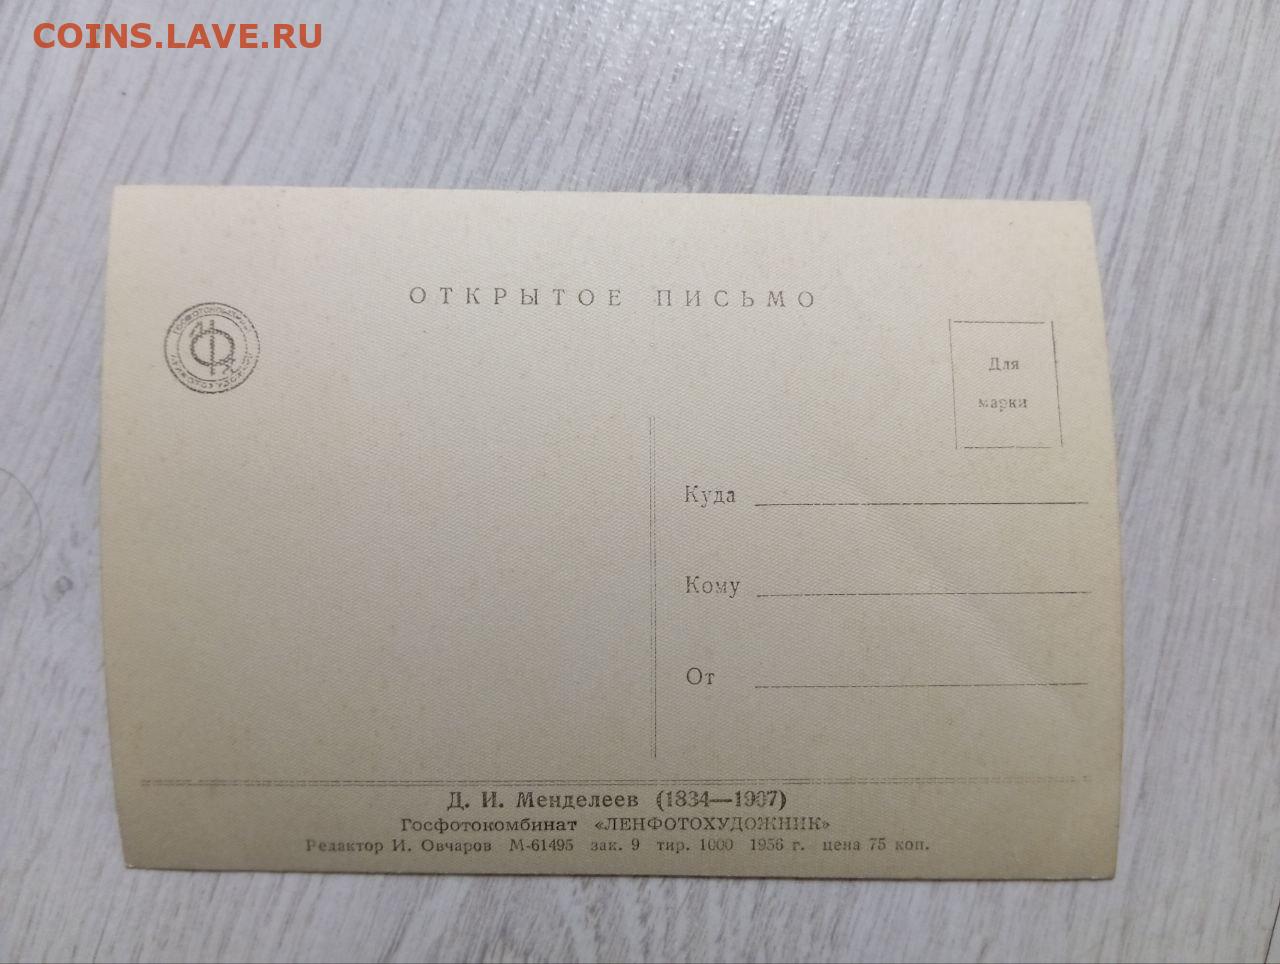 COINS.LAVE.RU
ОТКРЫТОЕ ПИСЬМО
Для
марки
Куда
Кому
От
Д. И. Менделеев (1834—1907)
Госфотокомбинат «ЛЕНФОТОХУДОЖНИК»
Редактор И. Овчаров М-61495 зак. 9 тир. 1000 1956 г. цена 75 коп.